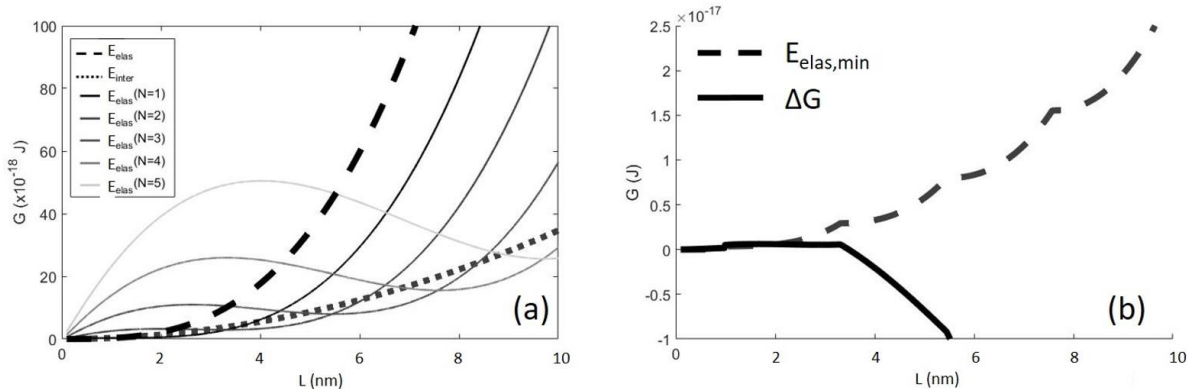 100
80
60
40
20
0
G (x10⁻¹⁸ J)
E_elas
E_inter
E_elas(N=1)
E_elas(N=2)
E_elas(N=3)
E_elas(N=4)
E_elas(N=5)
(a)
0 2 4 6 8 10
L (nm)
×10⁻¹⁷
2.5
2
1.5
1
0.5
0
-0.5
-1
G (J)
E_elas,min
ΔG
(b)
0 2 4 6 8 10
L (nm)